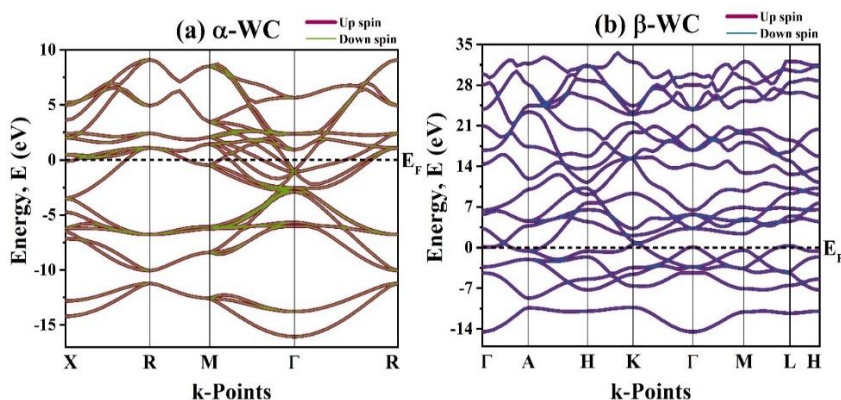 (a) α-WC
Up spin
Down spin
10
5
0
-5
-10
-15
Energy, E (eV)
E_F
X R M Γ R
k-Points
(b) β-WC
Up spin
Down spin
35
28
21
14
7
0
-7
-14
Energy, E (eV)
E_F
Γ A H K Γ M L H
k-Points